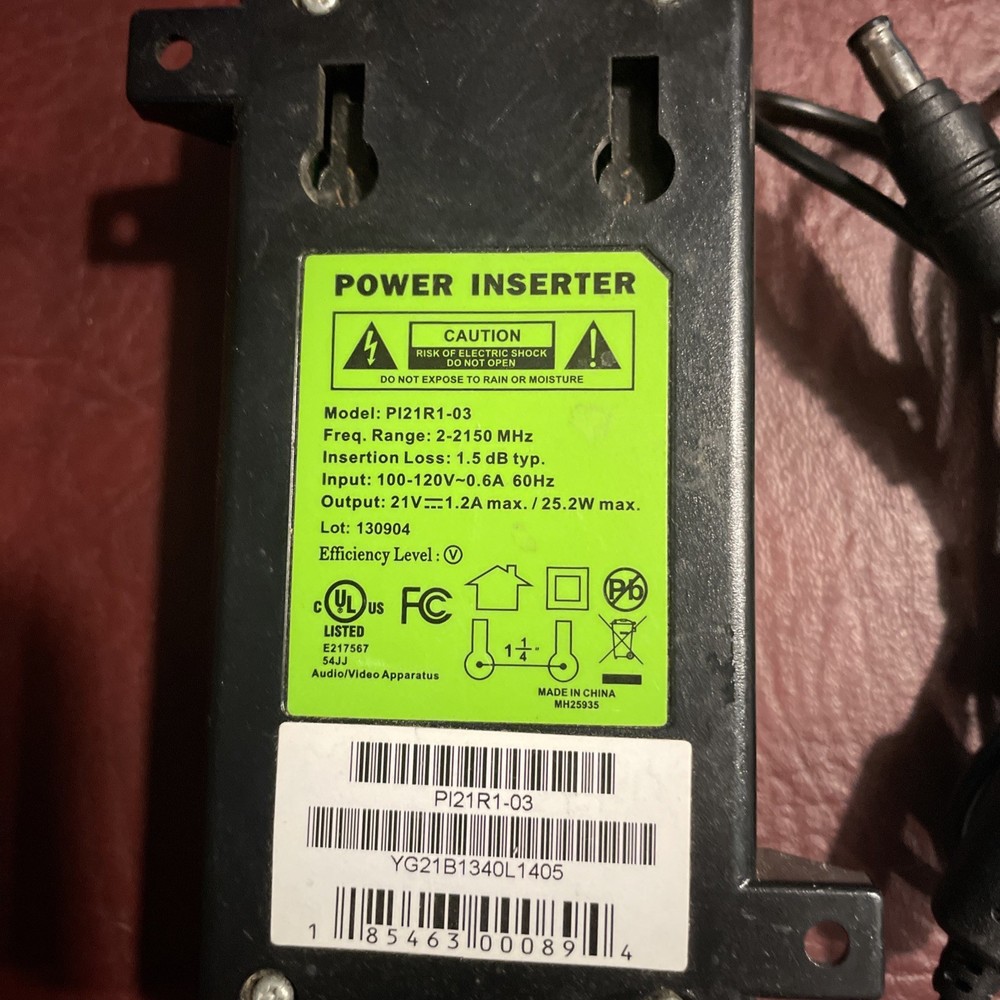 POWER INSERTER
CAUTION
RISK OF ELECTRIC SHOCK
DO NOT OPEN
DO NOT EXPOSE TO RAIN OR MOISTURE
Model: PI21R1-03
Freq. Range: 2-2150 MHz
Insertion Loss: 1.5 dB typ.
Input: 100-120V~0.6A 60Hz
Output: 21V⎓1.2A max. / 25.2W max.
Lot: 130904
Efficiency Level : Ⓥ
C UL US
LISTED
E217567
54JJ
Audio/Video Apparatus
FC
Pb
1 1/4"
MADE IN CHINA
MH25935
PI21R1-03
YG21B1340L1405
1 85463 00089 4